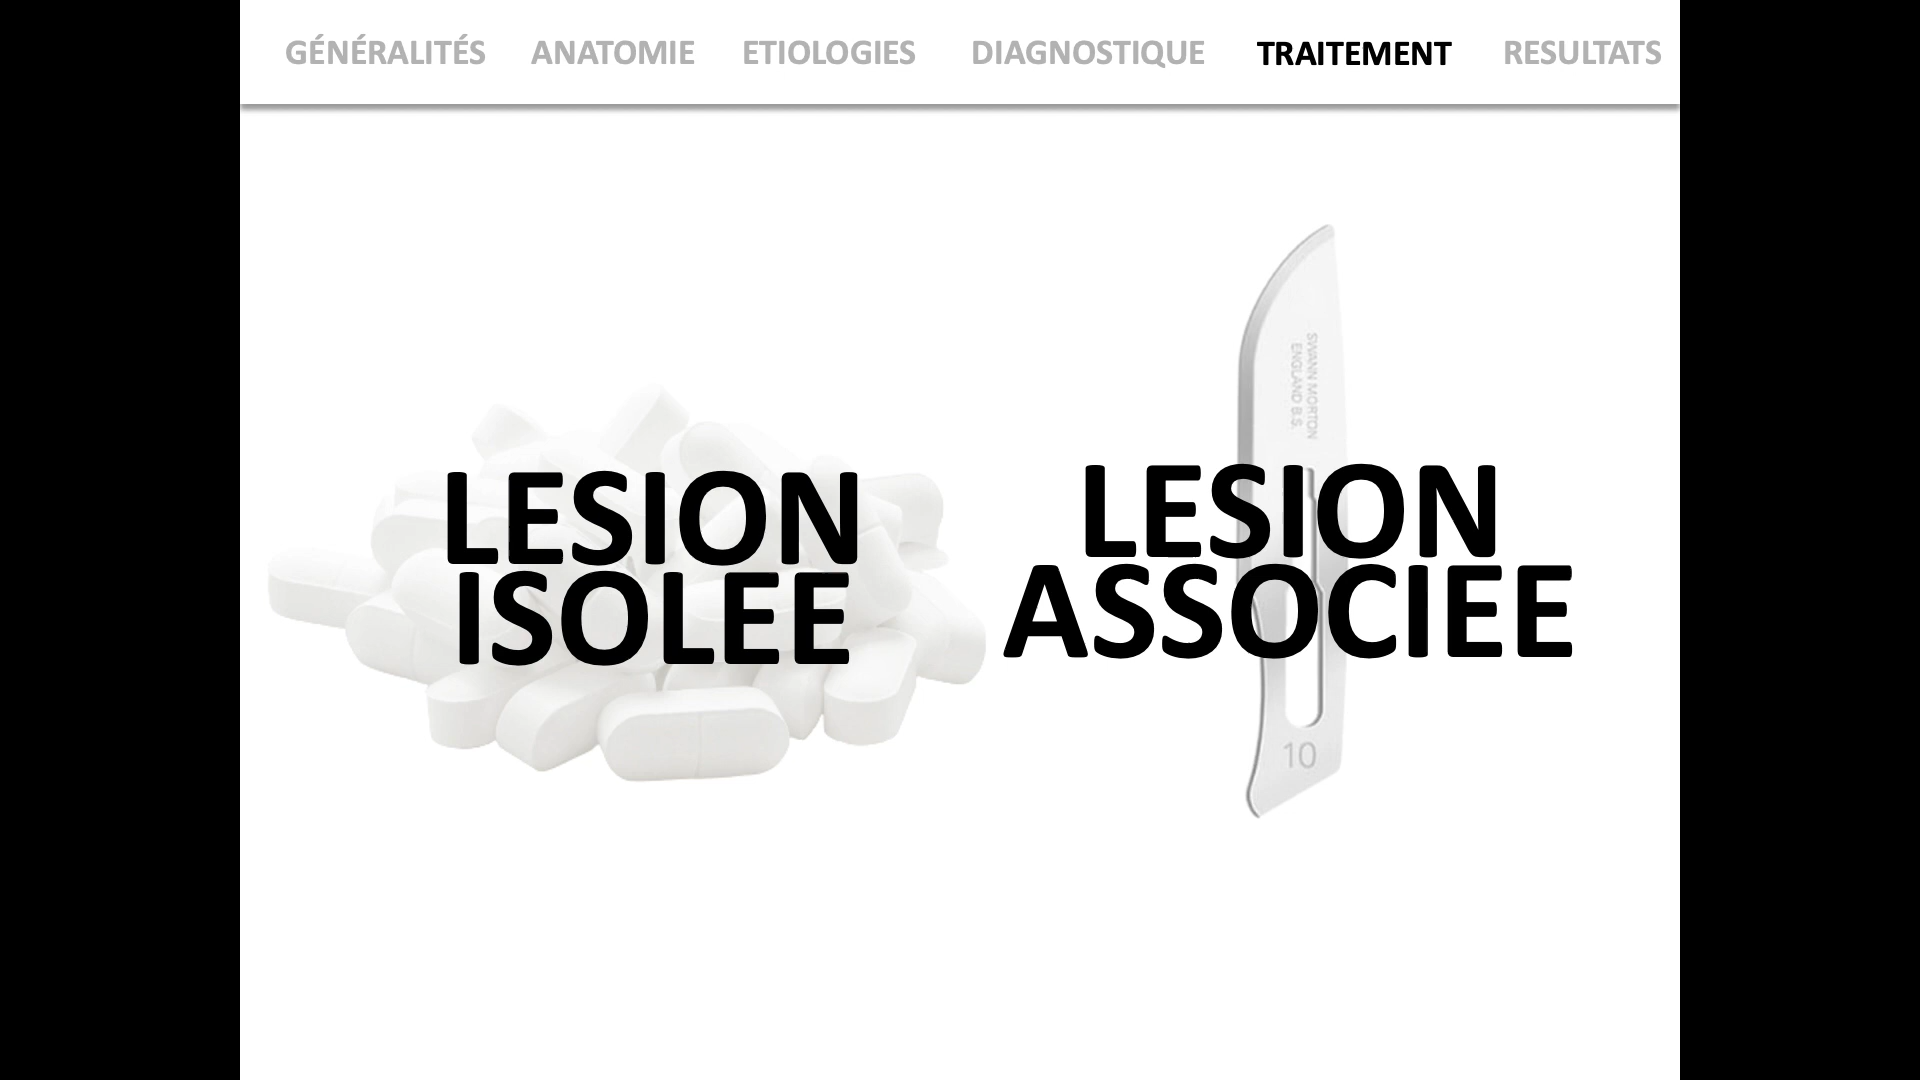 GÉNÉRALITÉS ANATOMIE ETIOLOGIES DIAGNOSTIQUE TRAITEMENT RESULTATS
SWANN MORTON
ENGLAND B.S.
LESION
ISOLEE
LESION
ASSOCIEE
10